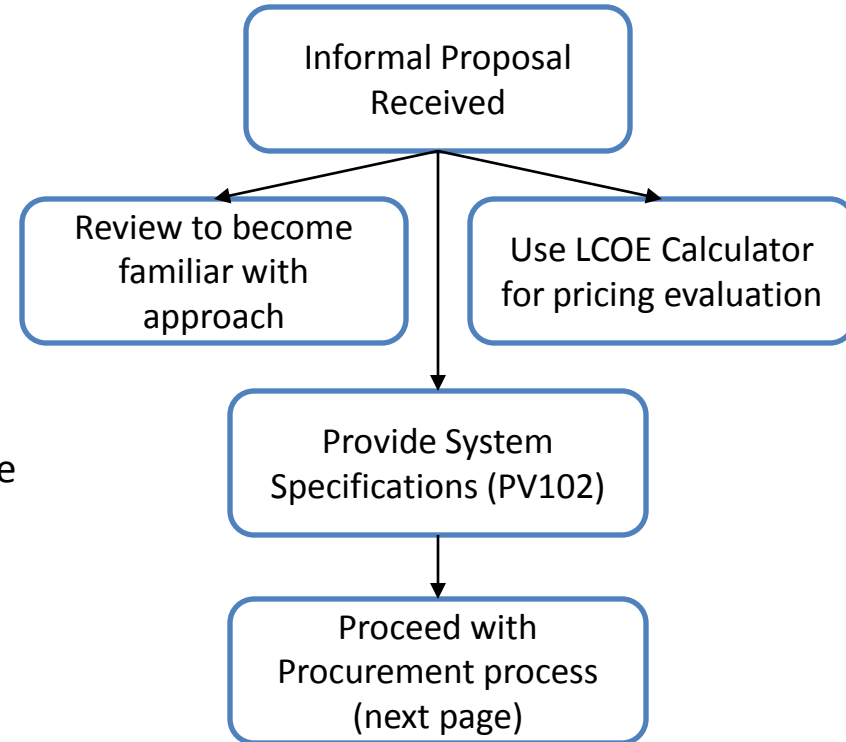 Informal Proposal
Received
Review to become
familiar with
approach
Use LCOE Calculator
for pricing evaluation
Provide System
Specifications (PV102)
e
Proceed with
Procurement process
(next page)